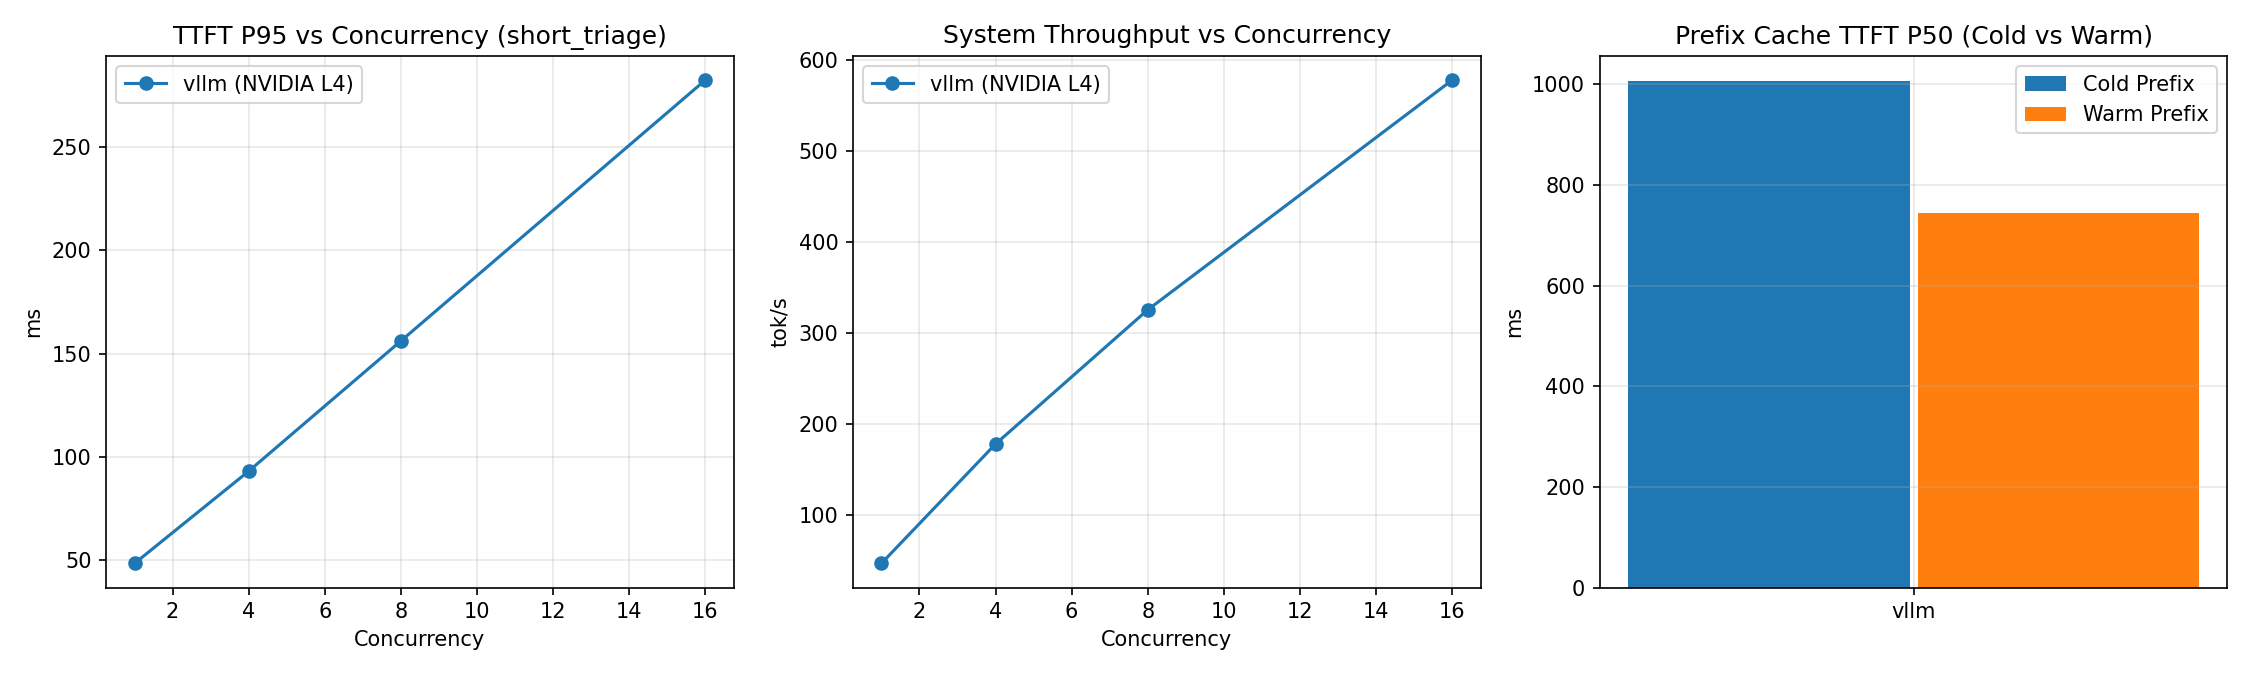 TTFT P95 vs Concurrency (short_triage)
vllm (NVIDIA L4)
250
200
150
100
50
ms
2 4 6 8 10 12 14 16
Concurrency
System Throughput vs Concurrency
vllm (NVIDIA L4)
600
500
400
300
200
100
tok/s
2 4 6 8 10 12 14 16
Concurrency
Prefix Cache TTFT P50 (Cold vs Warm)
Cold Prefix
Warm Prefix
1000
800
600
400
200
0
ms
vllm